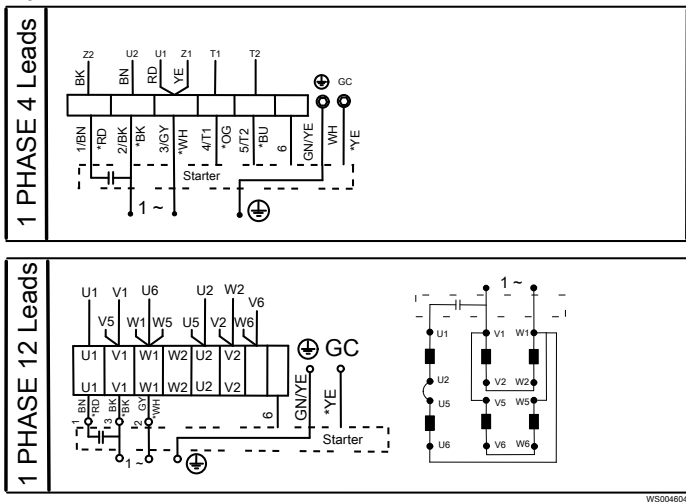 1 PHASE 4 Leads
Z2 U2 U1 Z1 T1 T2
BK BN RD YE GC
1/BN *RD 2/BK *BK 3/GY *WH 4/T1 *OG 5/T2 *BU 6 GN/YE WH *YE
Starter
1 ~
1 PHASE 12 Leads
U1 V1 U6 U2 W2 V6
V5 W1 W5 U5 V2 W6
U1 V1 W1 W2 U2 V2
GC
U1 V1 W1 W2 U2 V2
1 BN *RD 3 BK *BK 2 GY *WH 6 GN/YE *YE
Starter
1 ~
1 ~
U1 V1 W1
U2 V2 W2
U5 V5 W5
U6 V6 W6
WS004604